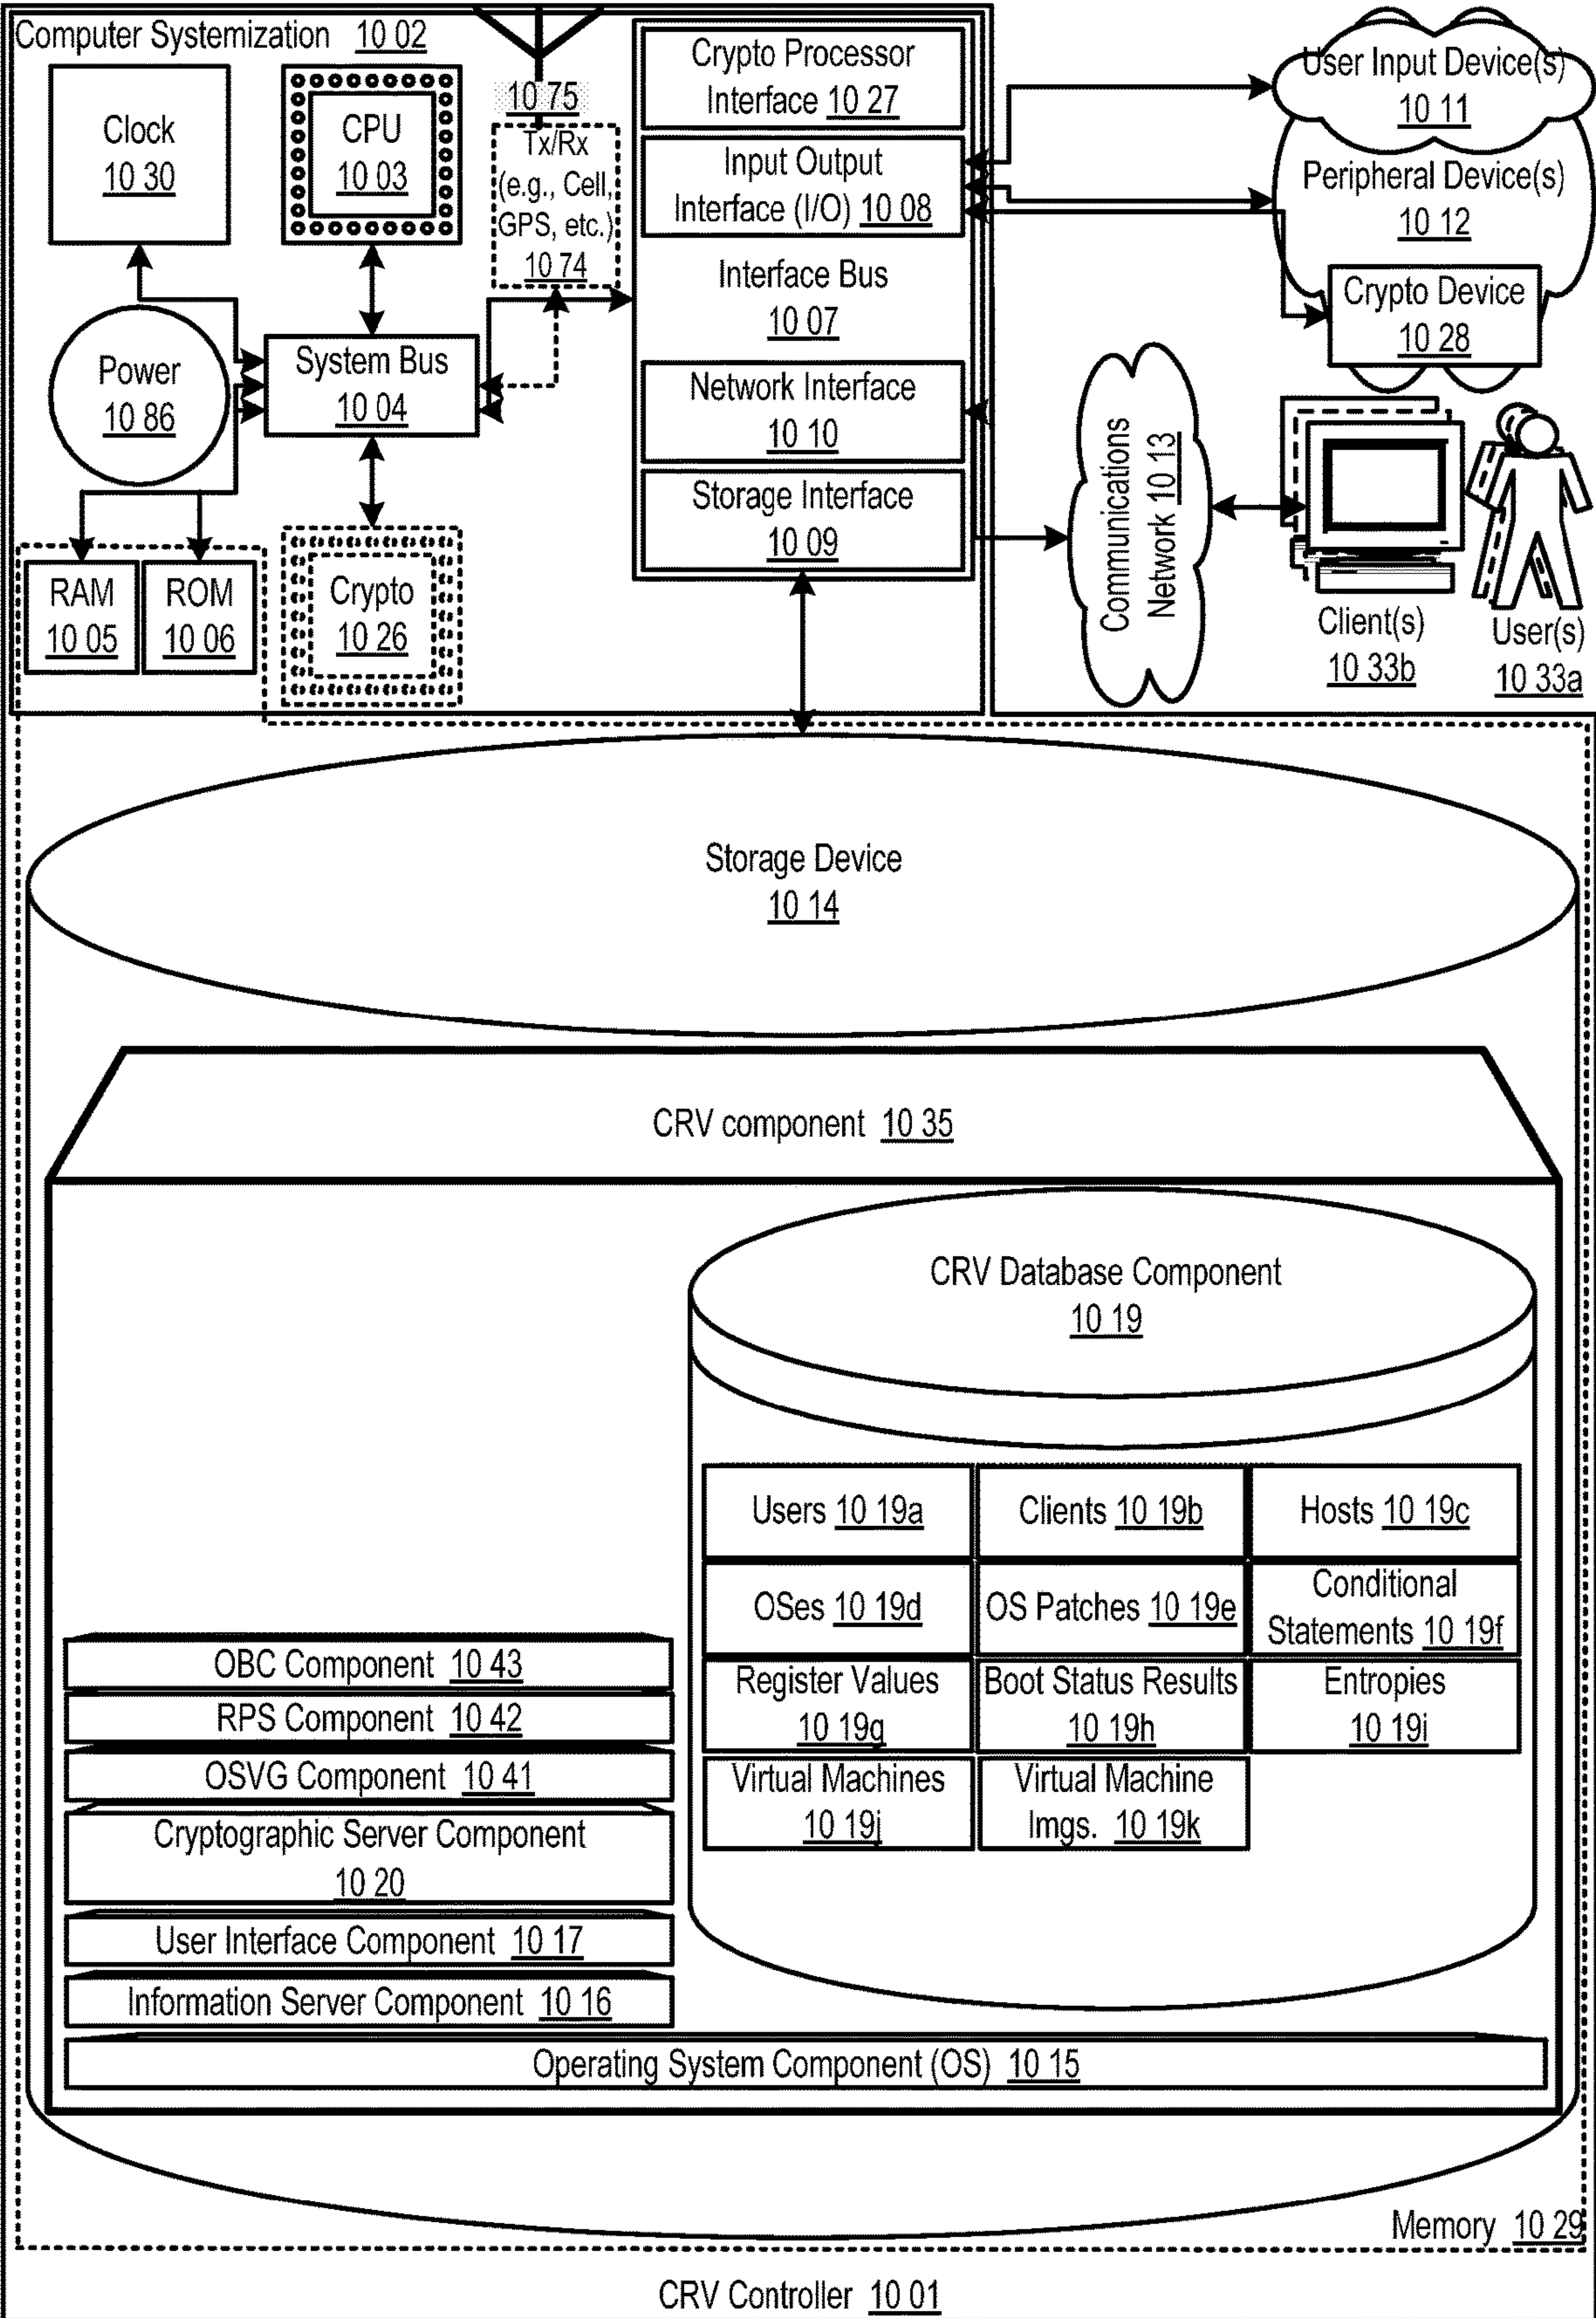 Computer Systemization 10 02
Clock
10 30
CPU
10 03
10 75
Tx/Rx
(e.g., Cell,
GPS, etc.)
10 74
Crypto Processor
Interface 10 27
Input Output
Interface (I/O) 10 08
Interface Bus
10 07
Network Interface
10 10
Storage Interface
10 09
Power
10 86
System Bus
10 04
RAM
10 05
ROM
10 06
Crypto
10 26
User Input Device(s)
10 11
Peripheral Device(s)
10 12
Crypto Device
10 28
Communications
Network 10 13
Client(s)
10 33b
User(s)
10 33a
Storage Device
10 14
CRV component 10 35
CRV Database Component
10 19
Users 10 19a
Clients 10 19b
Hosts 10 19c
OSes 10 19d
OS Patches 10 19e
Conditional
Statements 10 19f
Register Values
10 19g
Boot Status Results
10 19h
Entropies
10 19i
Virtual Machines
10 19j
Virtual Machine
Imgs. 10 19k
OBC Component 10 43
RPS Component 10 42
OSVG Component 10 41
Cryptographic Server Component
10 20
User Interface Component 10 17
Information Server Component 10 16
Operating System Component (OS) 10 15
Memory 10 29
CRV Controller 10 01